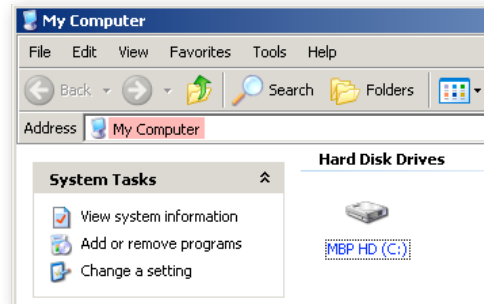 My Computer
File Edit View Favorites Tools Help
Back Search Folders
Address My Computer
System Tasks
View system information
Add or remove programs
Change a setting
Hard Disk Drives
MBP HD (C:)